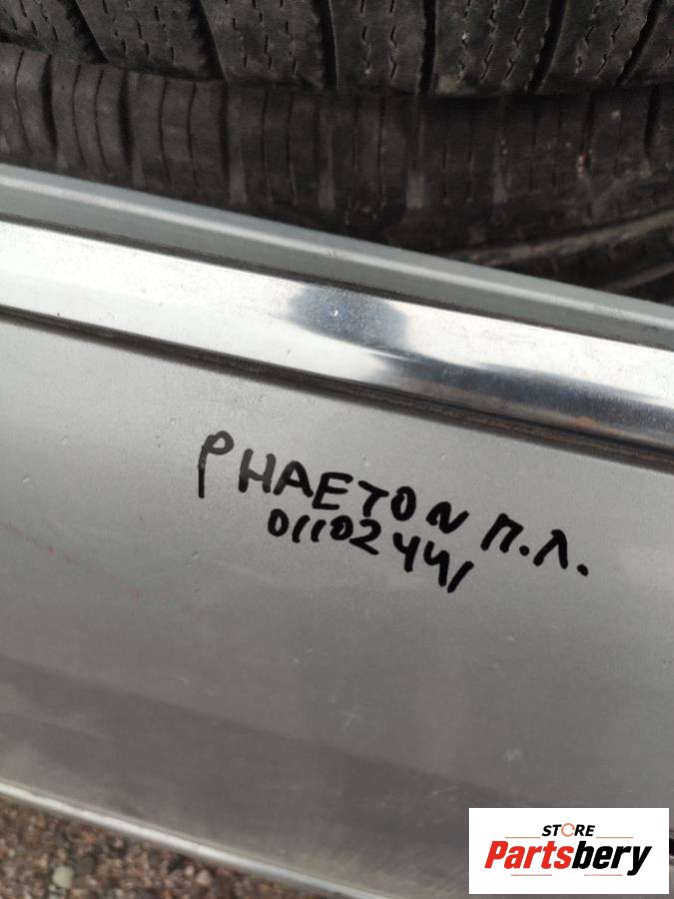 PHAETON П.Л.
01102441
STORE
Partsbery